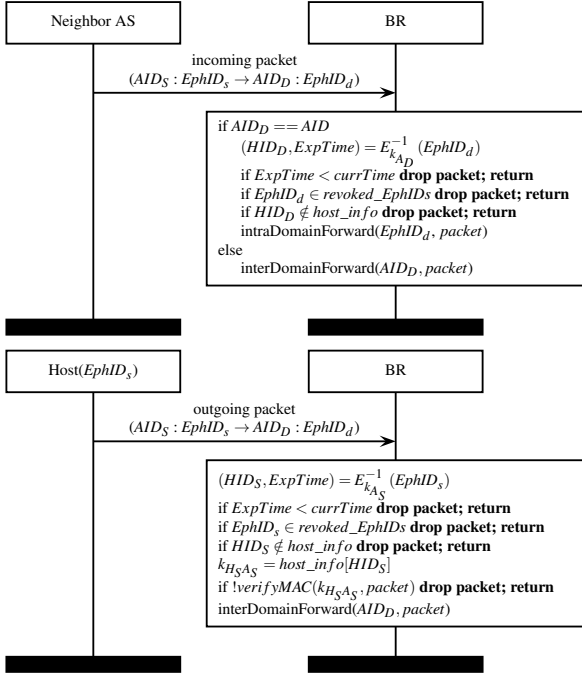 Neighbor AS
BR
incoming packet
(AID_S : EphID_s → AID_D : EphID_d)
if AID_D == AID
(HID_D, ExpTime) = E^{-1}_{k_{A_D}} (EphID_d)
if ExpTime < currTime drop packet; return
if EphID_d ∈ revoked_EphIDs drop packet; return
if HID_D ∉ host_info drop packet; return
intraDomainForward(EphID_d, packet)
else
interDomainForward(AID_D, packet)
Host(EphID_s)
BR
outgoing packet
(AID_S : EphID_s → AID_D : EphID_d)
(HID_S, ExpTime) = E^{-1}_{k_{A_S}} (EphID_s)
if ExpTime < currTime drop packet; return
if EphID_s ∈ revoked_EphIDs drop packet; return
if HID_S ∉ host_info drop packet; return
k_{H_S A_S} = host_info[HID_S]
if !verifyMAC(k_{H_S A_S}, packet) drop packet; return
interDomainForward(AID_D, packet)